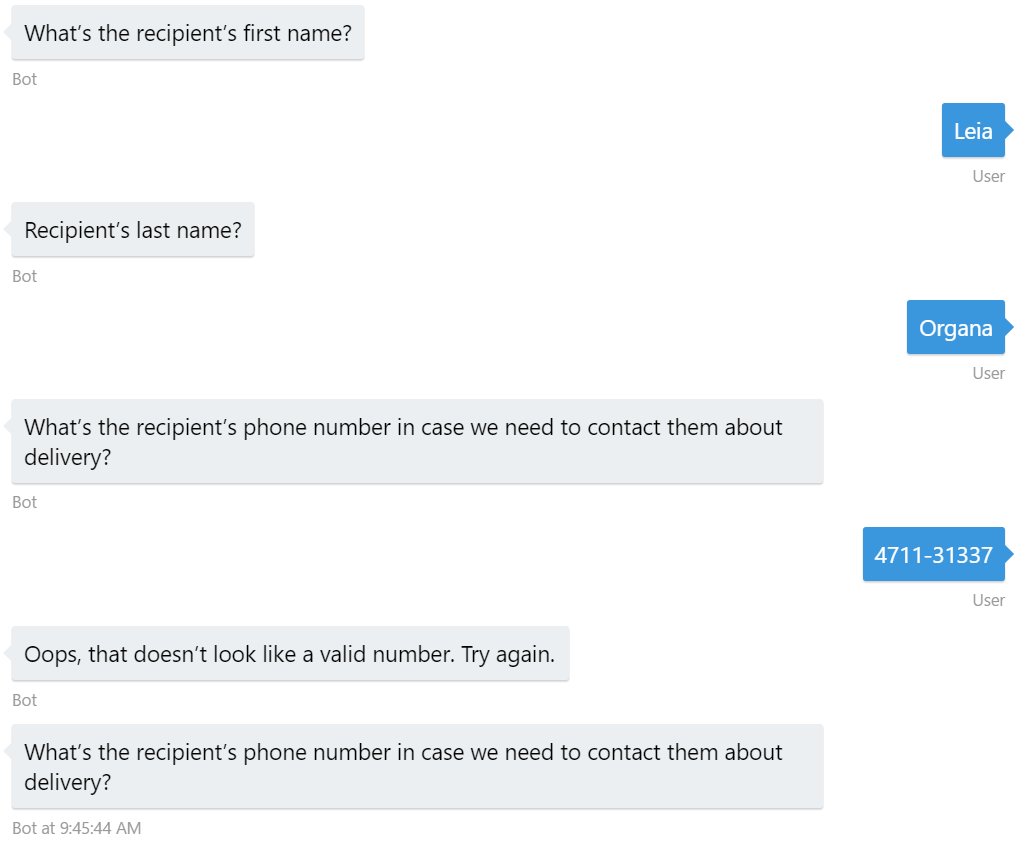 What’s the recipient’s first name?
Bot
Leia
User
Recipient’s last name?
Bot
Organa
User
What’s the recipient’s phone number in case we need to contact them about
delivery?
Bot
4711-31337
User
Oops, that doesn’t look like a valid number. Try again.
Bot
What’s the recipient’s phone number in case we need to contact them about
delivery?
Bot at 9:45:44 AM